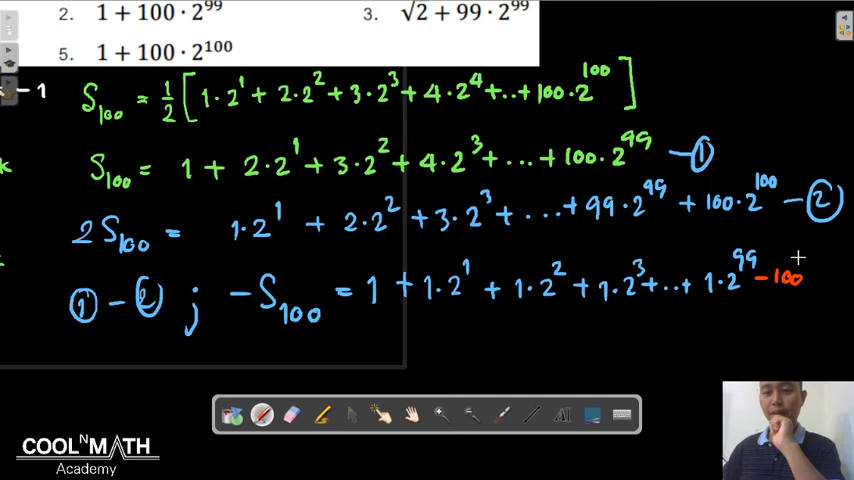 2. 1 + 100 · 2⁹⁹
3. √2 + 99 · 2⁹⁹
5. 1 + 100 · 2¹⁰⁰
- 1
S₁₀₀ = 1/2 [1·2¹ + 2·2² + 3·2³ + 4·2⁴ +..+ 100·2¹⁰⁰]
S₁₀₀ = 1 + 2·2¹ + 3·2² + 4·2³ +...+ 100·2⁹⁹ — ①
2S₁₀₀ = 1·2¹ + 2·2² + 3·2³ +...+ 99·2⁹⁹ + 100·2¹⁰⁰ — ②
① - ② ; -S₁₀₀ = 1 + 1·2¹ + 1·2² + 1·2³ +..+ 1·2⁹⁹ - 100
COOL N MATH
Academy